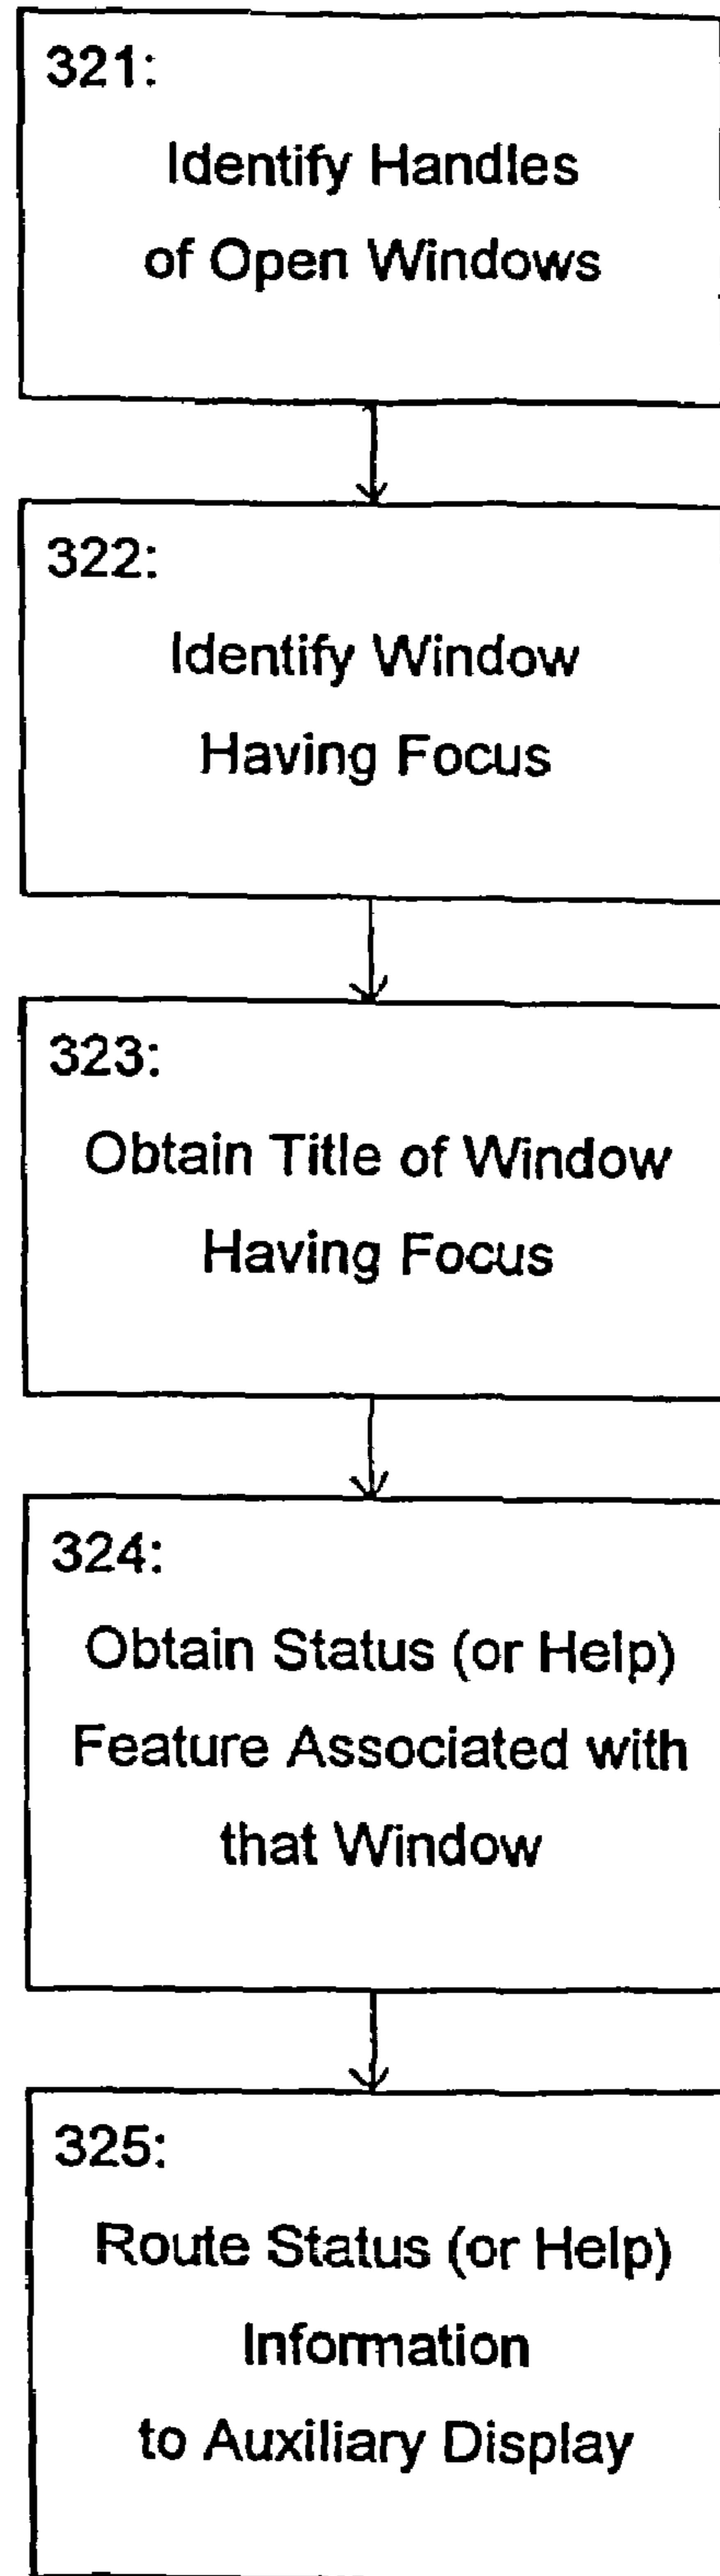 321:
Identify Handles
of Open Windows
322:
Identify Window
Having Focus
323:
Obtain Title of Window
Having Focus
324:
Obtain Status (or Help)
Feature Associated with
that Window
325:
Route Status (or Help)
Information
to Auxiliary Display